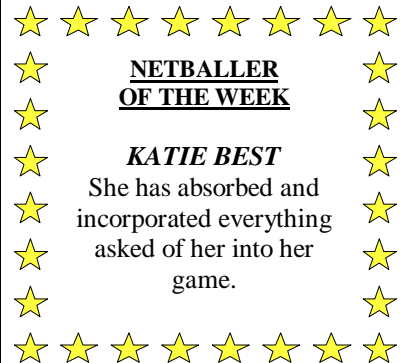 NETBALLER
OF THE WEEK
KATIE BEST
She has absorbed and
incorporated everything
asked of her into her
game.